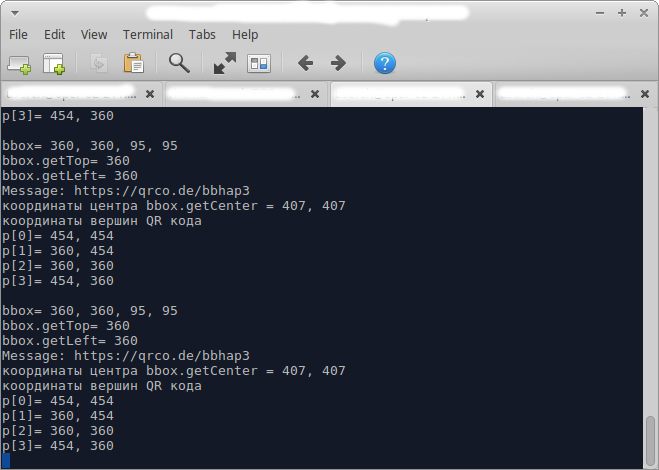 File Edit View Terminal Tabs Help
p[3]= 454, 360
bbox= 360, 360, 95, 95
bbox.getTop= 360
bbox.getLeft= 360
Message: https://qrco.de/bbhap3
координаты центра bbox.getCenter = 407, 407
координаты вершин QR кода
p[0]= 454, 454
p[1]= 360, 454
p[2]= 360, 360
p[3]= 454, 360
bbox= 360, 360, 95, 95
bbox.getTop= 360
bbox.getLeft= 360
Message: https://qrco.de/bbhap3
координаты центра bbox.getCenter = 407, 407
координаты вершин QR кода
p[0]= 454, 454
p[1]= 360, 454
p[2]= 360, 360
p[3]= 454, 360